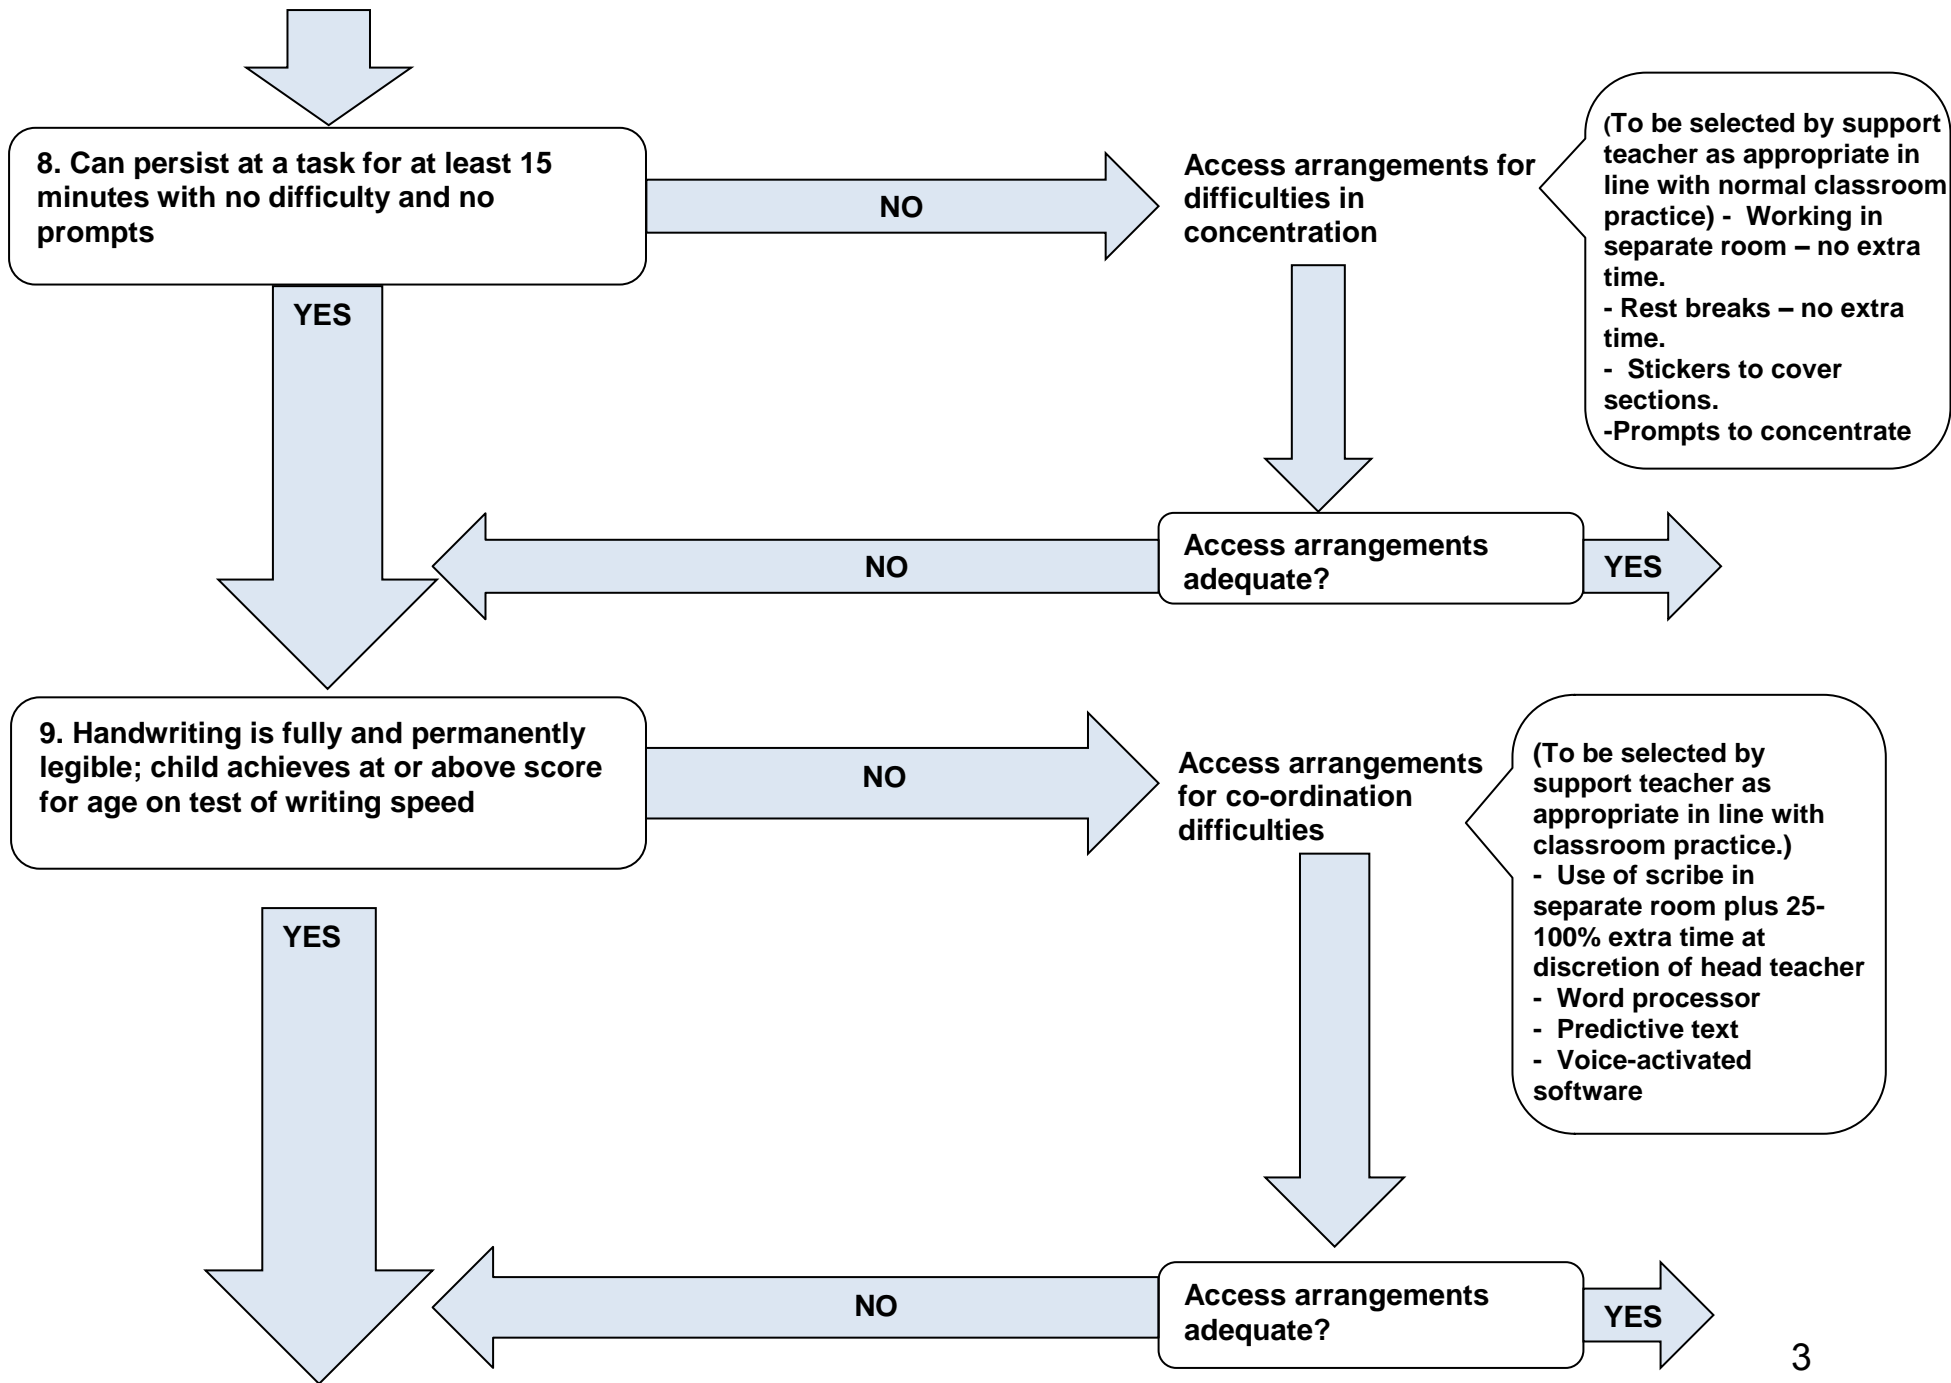 8. Can persist at a task for at least 15
minutes with no difficulty and no
prompts
NO
Access arrangements for
difficulties in
concentration
(To be selected by support
teacher as appropriate in
line with normal classroom
practice) -  Working in
separate room – no extra
time.
- Rest breaks – no extra
time.
-  Stickers to cover
sections.
-Prompts to concentrate
YES
NO
Access arrangements
adequate?
YES
9. Handwriting is fully and permanently
legible; child achieves at or above score
for age on test of writing speed
NO
Access arrangements
for co-ordination
difficulties
(To be selected by
support teacher as
appropriate in line with
classroom practice.)
-  Use of scribe in
separate room plus 25-
100% extra time at
discretion of head teacher
-  Word processor
-  Predictive text
-  Voice-activated
software
YES
NO
Access arrangements
adequate?
YES
3